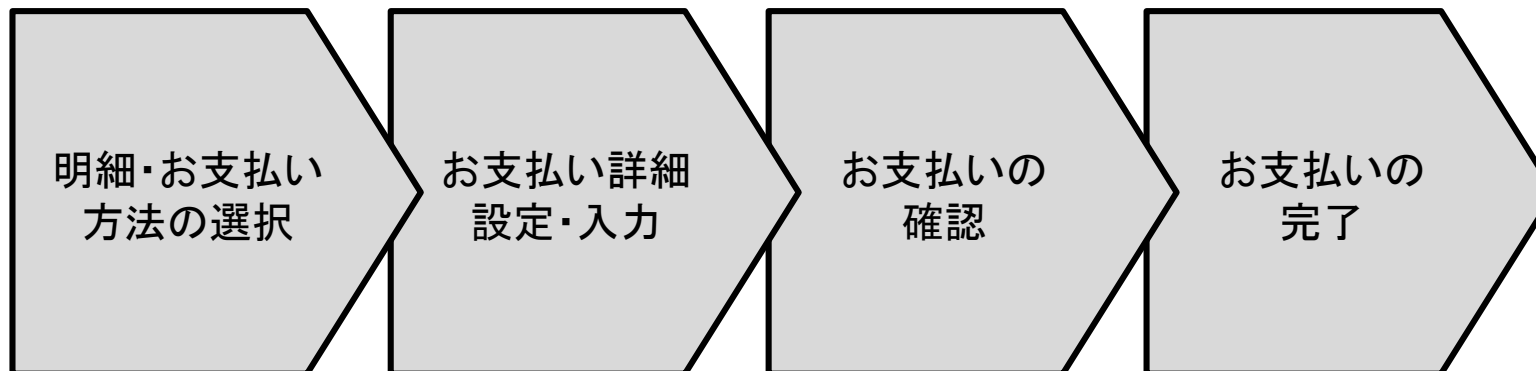 明細・お支払い
方法の選択
お支払い詳細
設定・入力
お支払いの
確認
お支払いの
完了